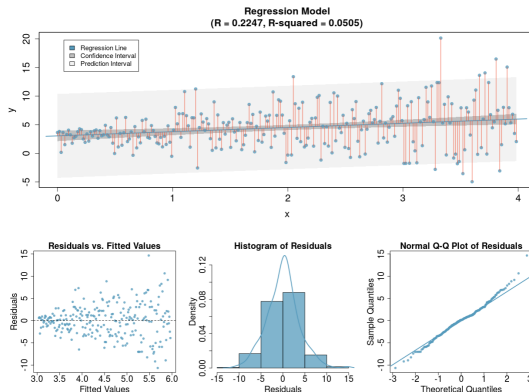 Regression Model
(R = 0.2247, R-squared = 0.0505)
Regression Line
Confidence Interval
Prediction Interval
y
20
15
10
5
0
-5
0 1 2 3 4
x
Residuals vs. Fitted Values
Residuals
15
10
5
0
-5
-10
3.0 3.5 4.0 4.5 5.0 5.5 6.0
Fitted Values
Histogram of Residuals
Density
0.12
0.08
0.04
0.00
-15 -10 -5 0 5 10 15
Residuals
Normal Q-Q Plot of Residuals
Sample Quantiles
15
10
5
0
-5
-10
-3 -2 -1 0 1 2 3
Theoretical Quantiles